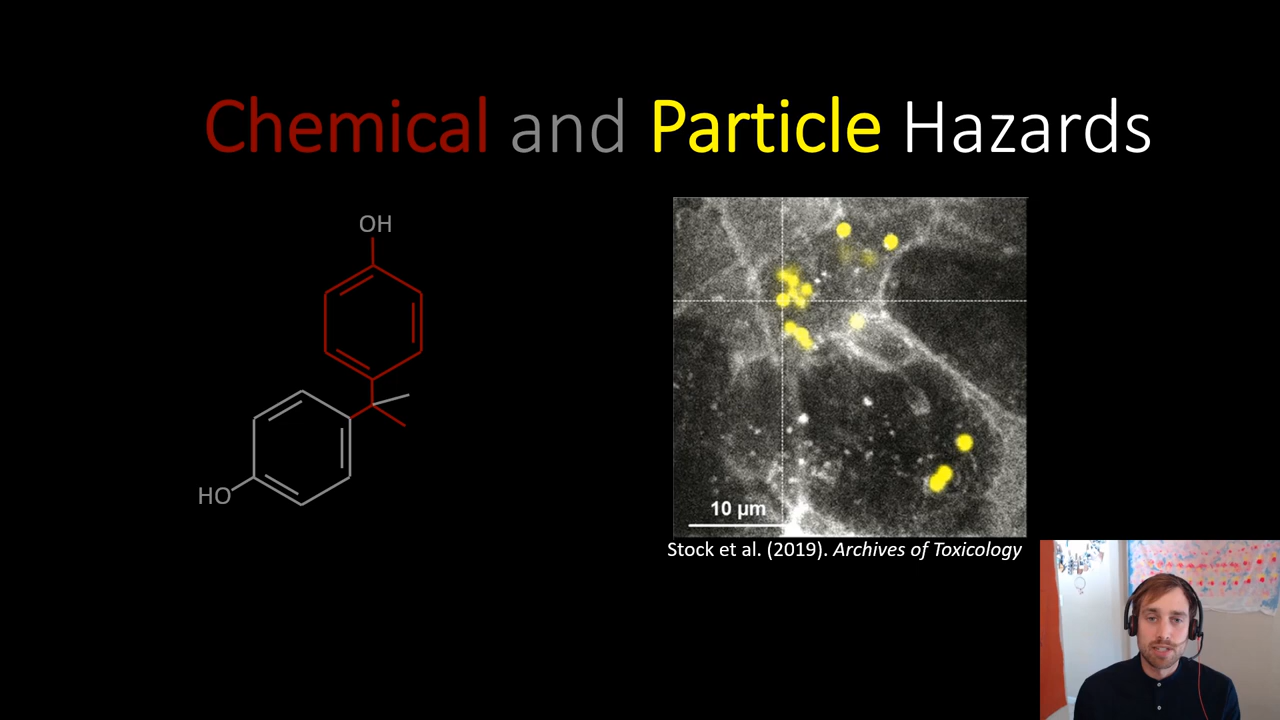 Chemical and Particle Hazards
OH
HO
10 µm
Stock et al. (2019). Archives of Toxicology